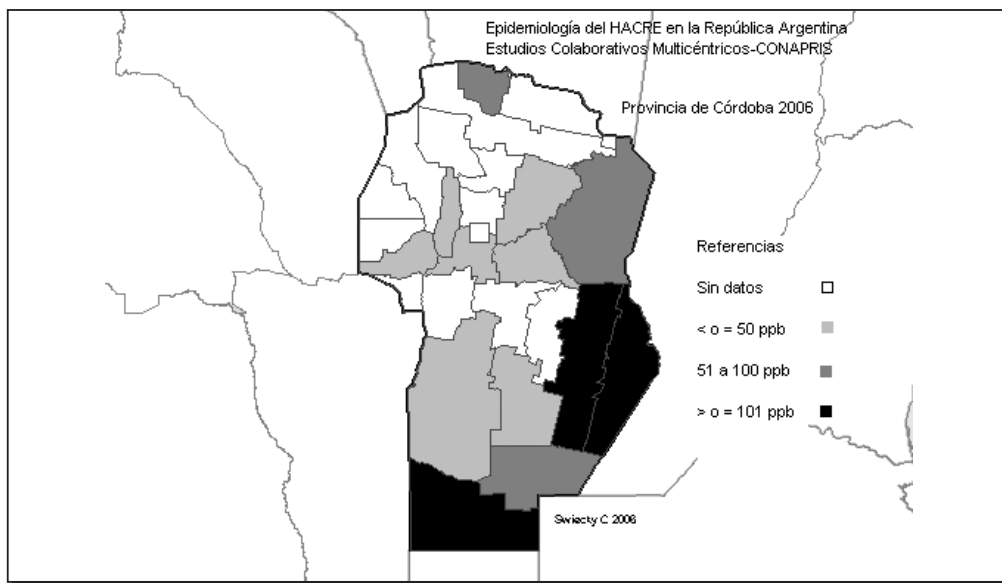 Epidemiología del HACRE en la República Argentina
Estudios Colaborativos Multicéntricos-CONAPRIS
Provincia de Córdoba 2006
Referencias
Sin datos
< o = 50 ppb
51 a 100 ppb
> o = 101 ppb
Swiecty C 2006